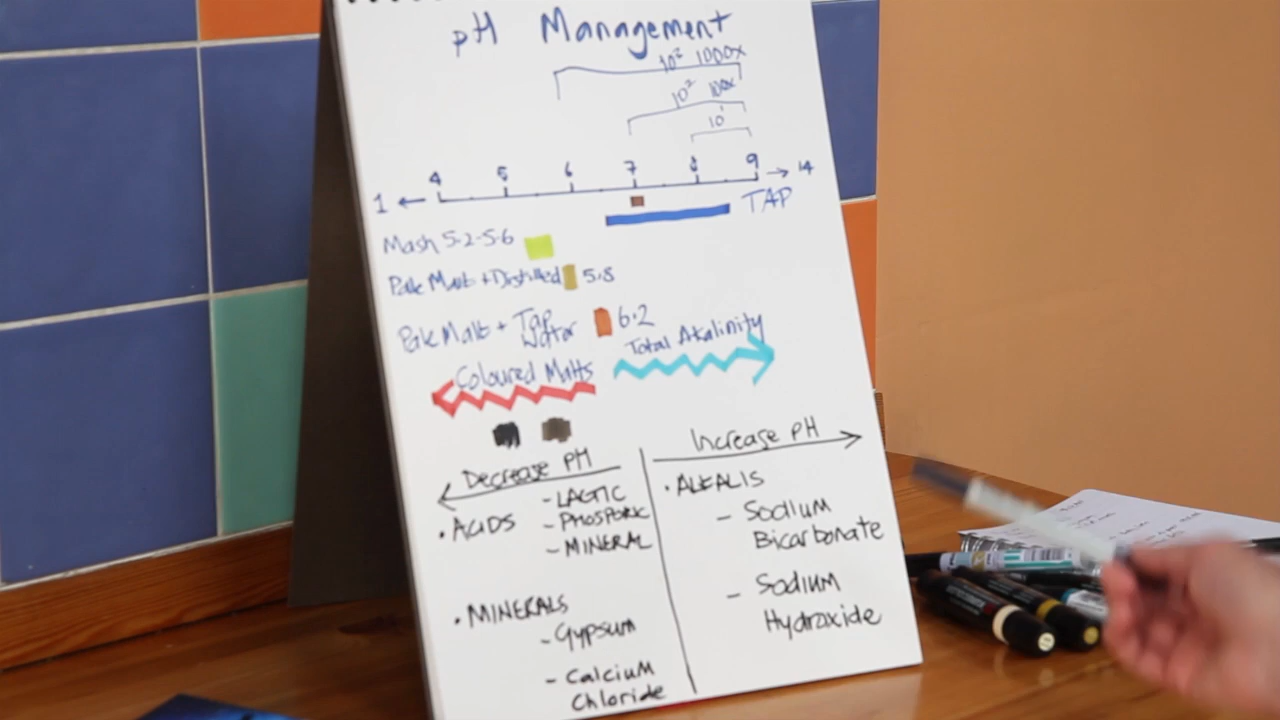 pH Management
10² 1000x
10² 100x
10¹
4 5 6 7 8 9
1 ← → 14
TAP
Mash 5.2-5.6
Pale Malt + Distilled 5.8
Pale Malt + Tap Water 6.2
Total Akalinity
Coloured Malts
Decrease PH
Increase PH
• ACIDS
- LACTIC
- PHOSPORIC
- MINERAL
• MINERALS
- Gypsum
- Calcium
Chloride
• ALKALIS
- Sodium
Bicarbonate
- Sodium
Hydroxide